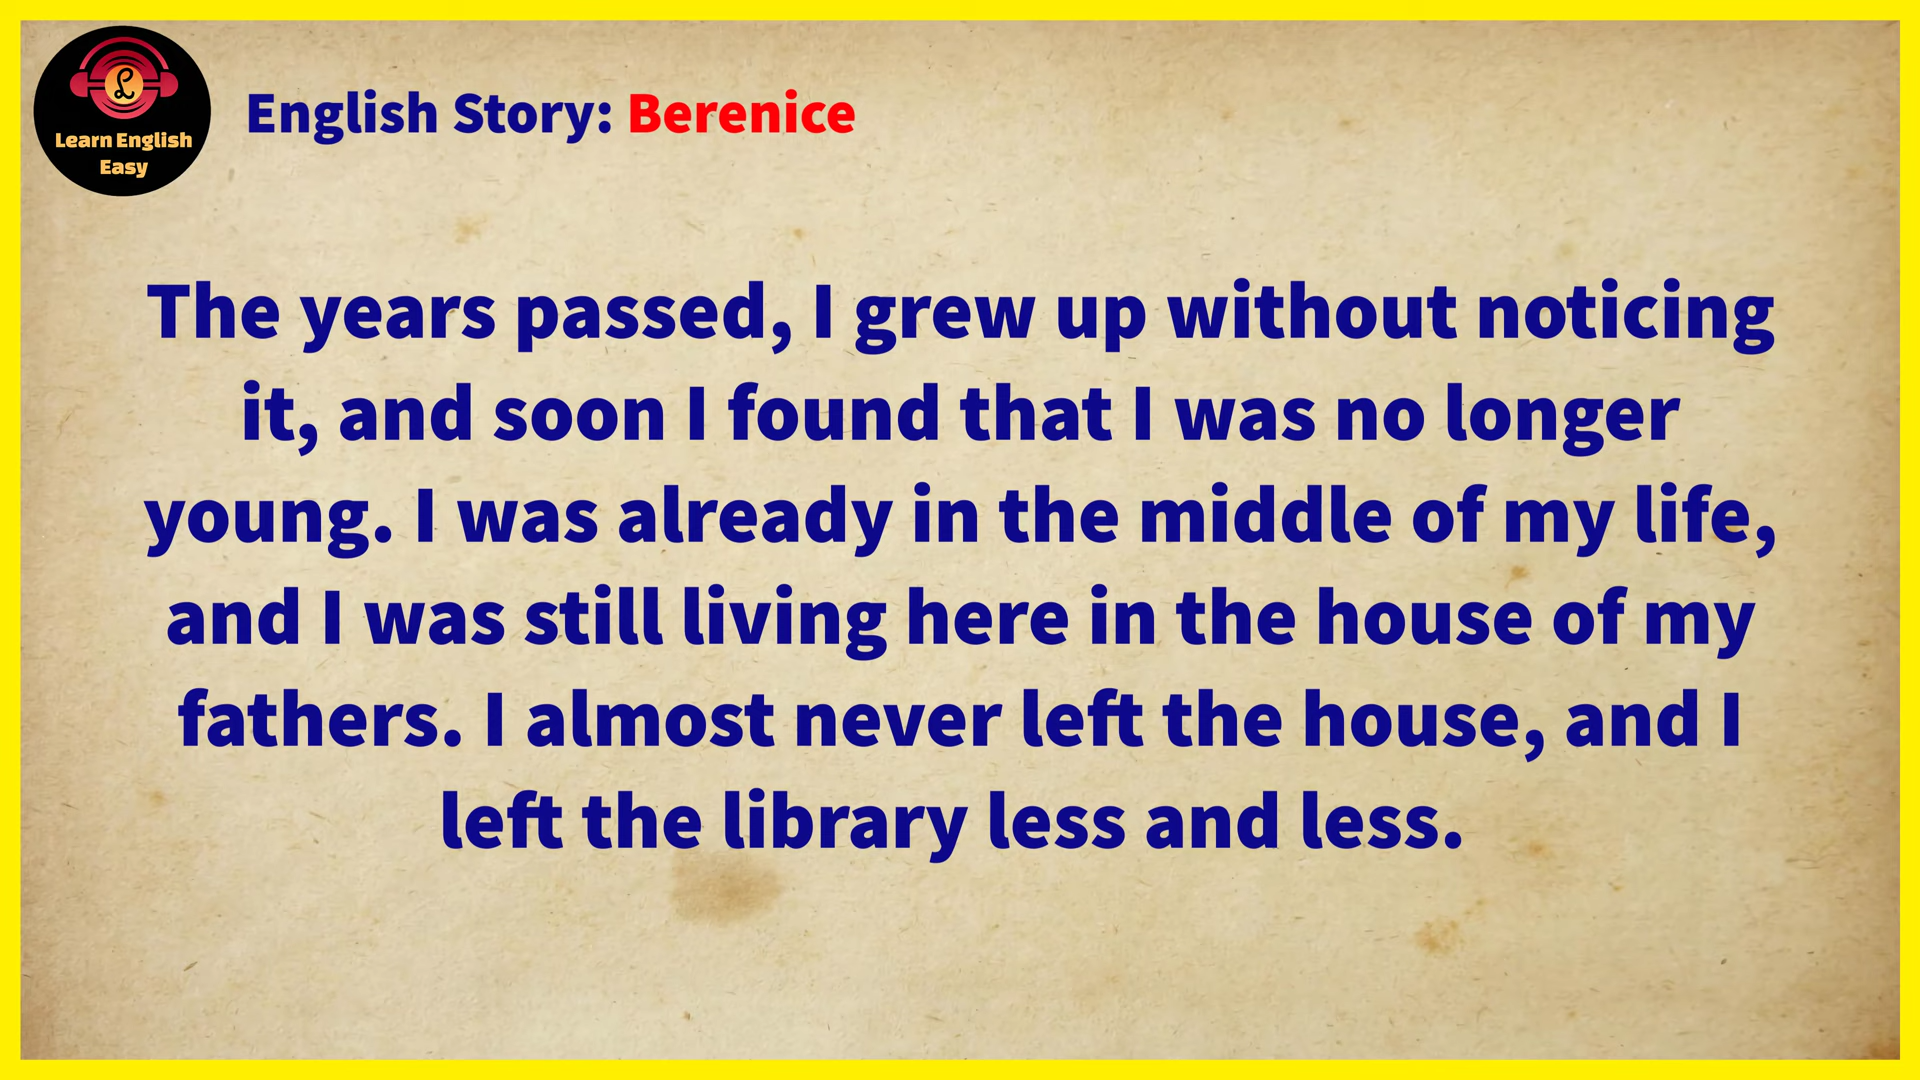 Learn English
Easy
English Story: Berenice
The years passed, I grew up without noticing
it, and soon I found that I was no longer
young. I was already in the middle of my life,
and I was still living here in the house of my
fathers. I almost never left the house, and I
left the library less and less.